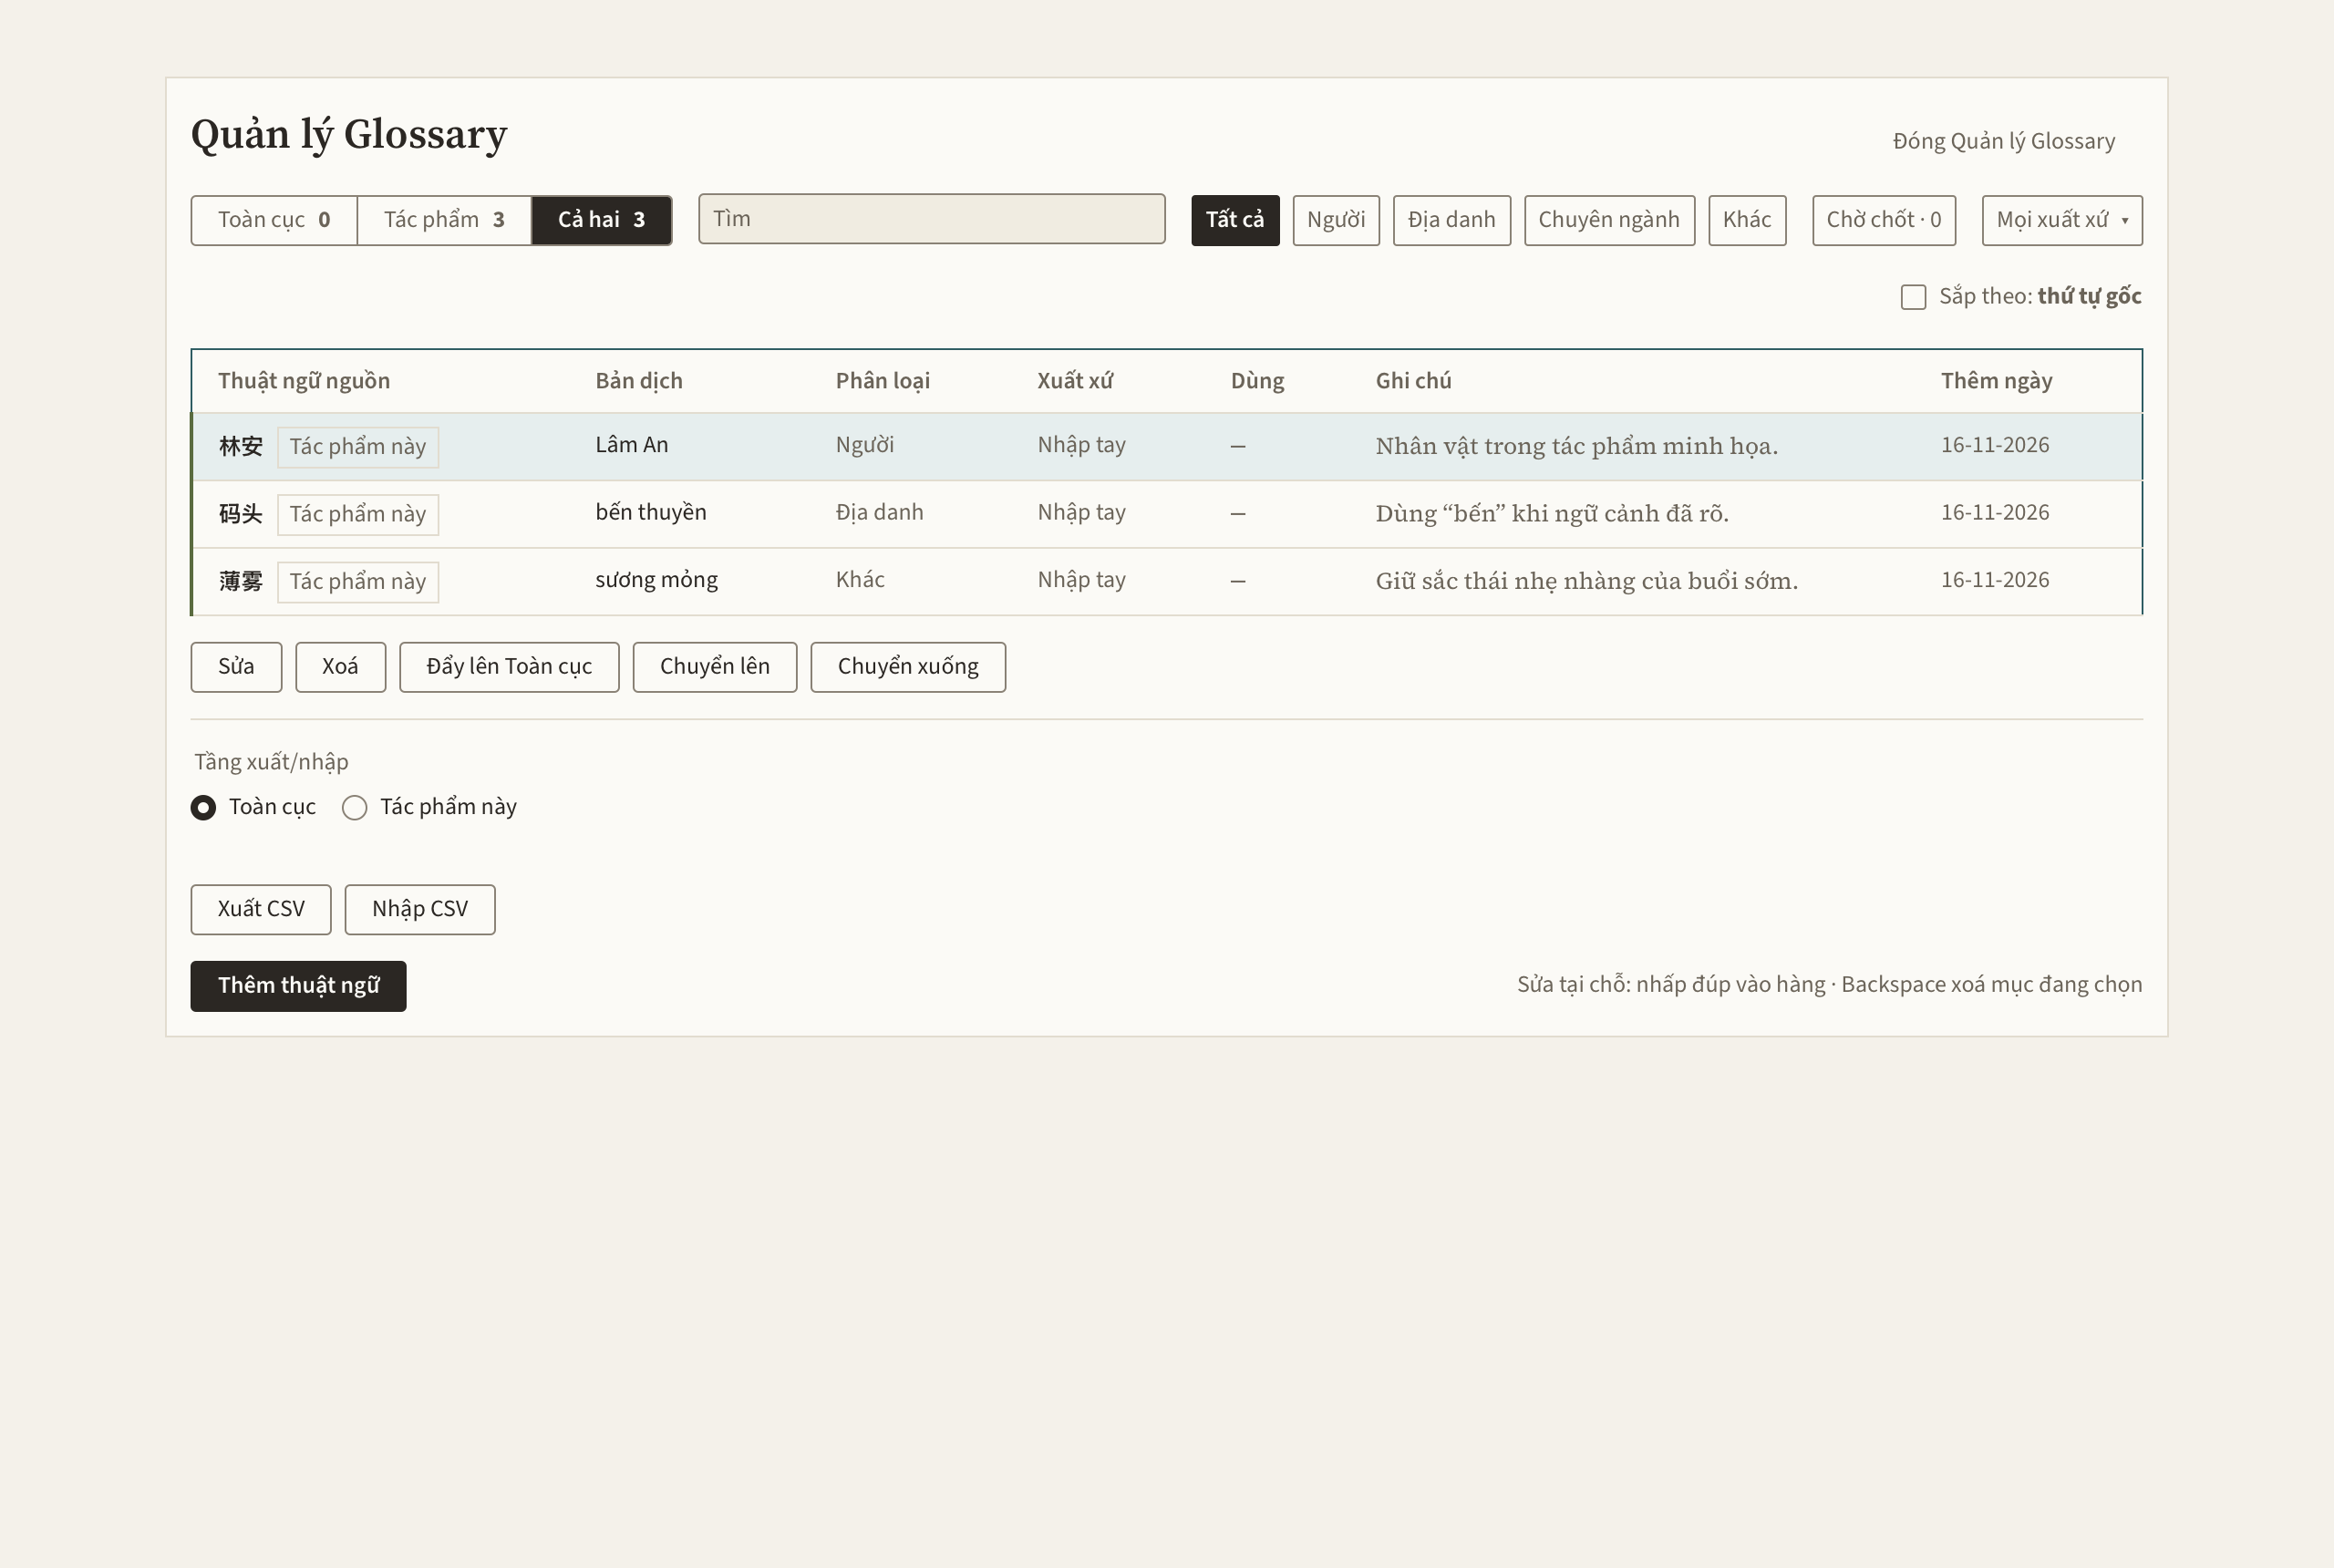 Quản lý Glossary
Đóng Quản lý Glossary
Toàn cục 0 Tác phẩm 3 Cả hai 3 Tìm Tất cả Người Địa danh Chuyên ngành Khác Chờ chốt · 0 Mọi xuất xứ ▾
Sắp theo: thứ tự gốc
Thuật ngữ nguồn Bản dịch Phân loại Xuất xứ Dùng Ghi chú Thêm ngày
林安 Tác phẩm này Lâm An Người Nhập tay — Nhân vật trong tác phẩm minh họa. 16-11-2026
码头 Tác phẩm này bến thuyền Địa danh Nhập tay — Dùng “bến” khi ngữ cảnh đã rõ. 16-11-2026
薄雾 Tác phẩm này sương mỏng Khác Nhập tay — Giữ sắc thái nhẹ nhàng của buổi sớm. 16-11-2026
Sửa Xoá Đẩy lên Toàn cục Chuyển lên Chuyển xuống
Tầng xuất/nhập
Toàn cục Tác phẩm này
Xuất CSV Nhập CSV
Thêm thuật ngữ
Sửa tại chỗ: nhấp đúp vào hàng · Backspace xoá mục đang chọn